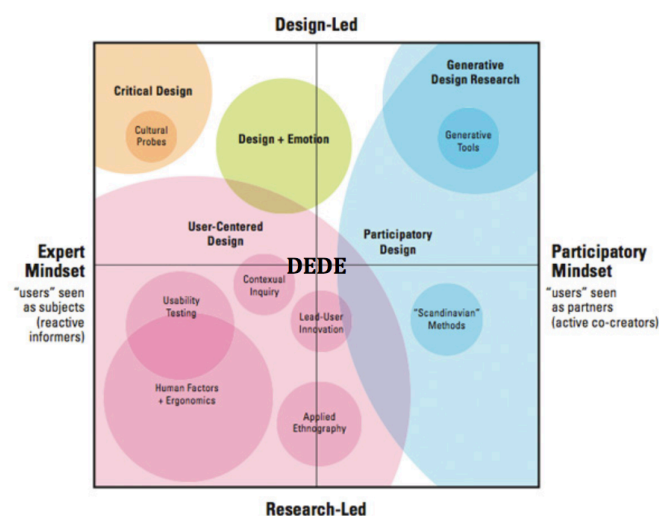 Design-Led
Critical Design
Cultural
Probes
Design + Emotion
Generative
Design Research
Generative
Tools
User-Centered
Design
Participatory
Design
Expert
Mindset
"users" seen
as subjects
(reactive
informers)
DEDE
Participatory
Mindset
"users" seen
as partners
(active co-creators)
Contexual
Inquiry
Usability
Testing
Lead-User
Innovation
"Scandinavian"
Methods
Human Factors
+ Ergonomics
Applied
Ethnography
Research-Led